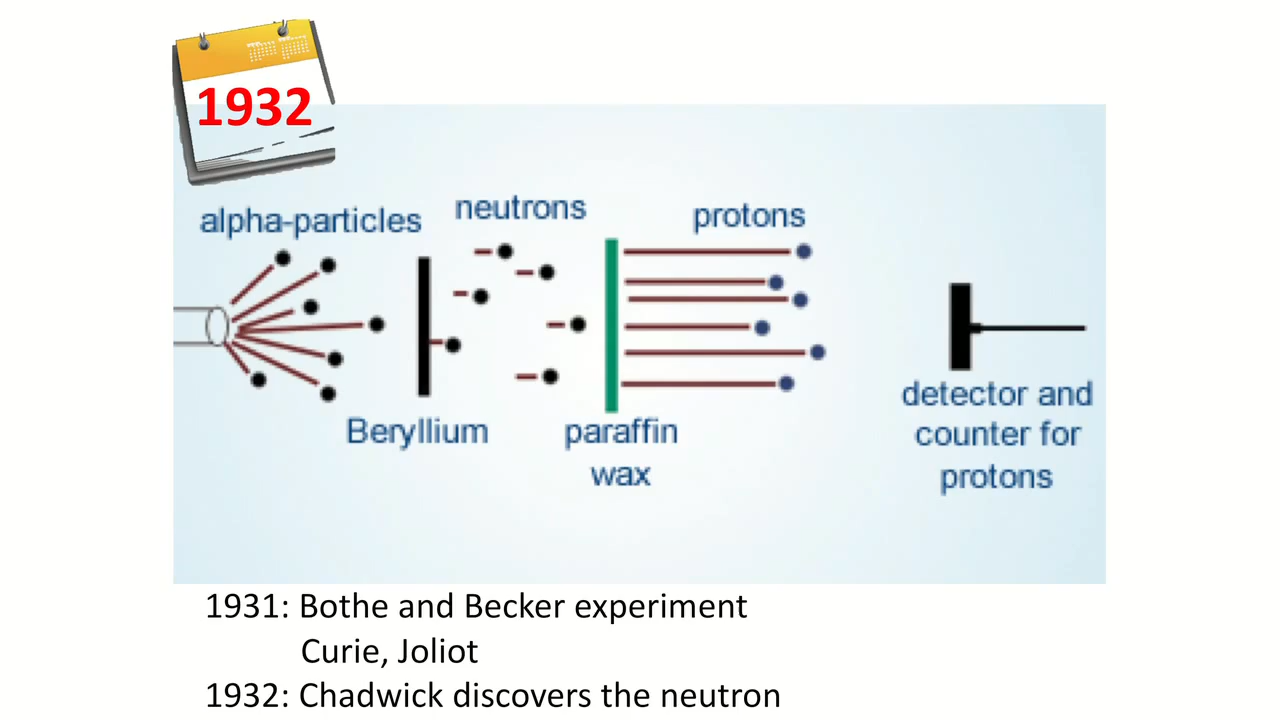 1932
alpha-particles
neutrons
protons
Beryllium
paraffin
wax
detector and
counter for
protons
1931: Bothe and Becker experiment
Curie, Joliot
1932: Chadwick discovers the neutron